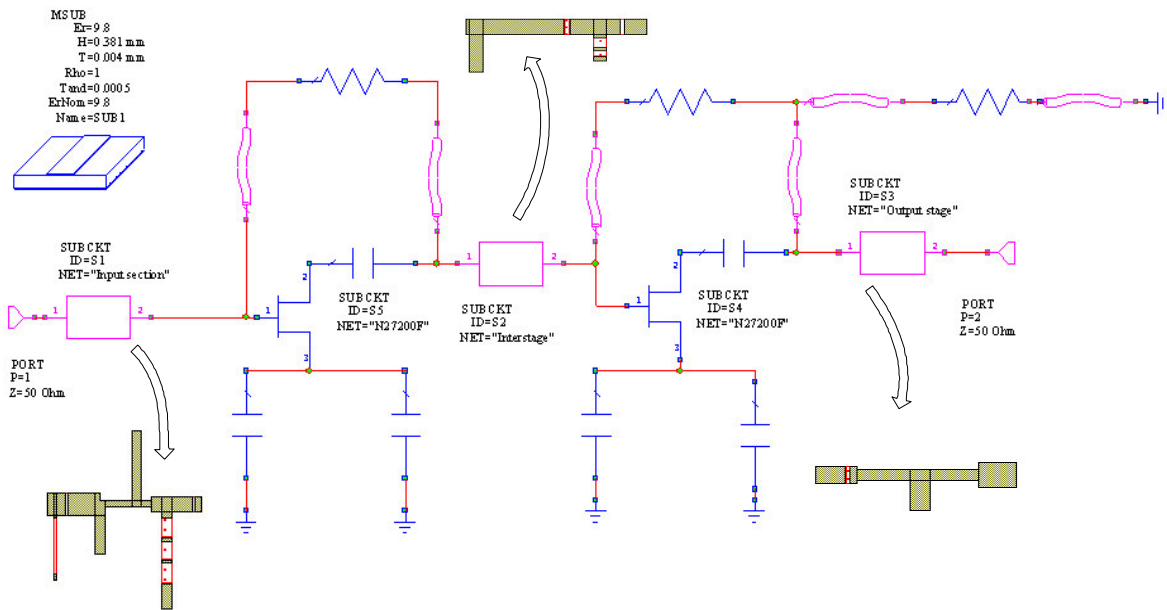 MSUB
Er=9.8
H=0.381 mm
T=0.004 mm
Rho=1
Tand=0.0005
ErNom=9.8
Name=SUB1
SUBCKT
ID=S1
NET="Input section"
1
2
PORT
P=1
Z=50 Ohm
1
2
3
SUBCKT
ID=S5
NET="N27200F"
1
2
SUBCKT
ID=S2
NET="Interstage"
1
2
3
SUBCKT
ID=S4
NET="N27200F"
SUBCKT
ID=S3
NET="Output stage"
1
2
PORT
P=2
Z=50 Ohm